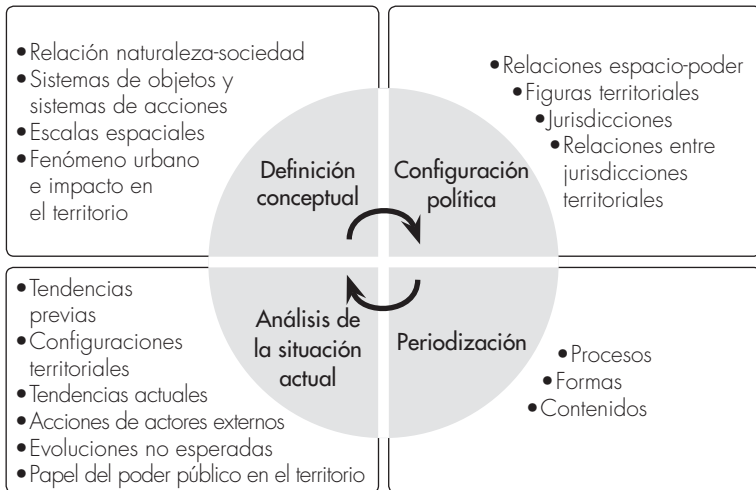 •Relación naturaleza-sociedad
•Sistemas de objetos y
sistemas de acciones
•Escalas espaciales
•Fenómeno urbano
e impacto en
el territorio
Definición
conceptual
•Relaciones espacio-poder
•Figuras territoriales
•Jurisdicciones
•Relaciones entre
jurisdicciones
territoriales
Configuración
política
•Tendencias
previas
•Configuraciones
territoriales
•Tendencias actuales
•Acciones de actores externos
•Evoluciones no esperadas
•Papel del poder público en el territorio
Análisis de
la situación
actual
Periodización
•Procesos
•Formas
•Contenidos